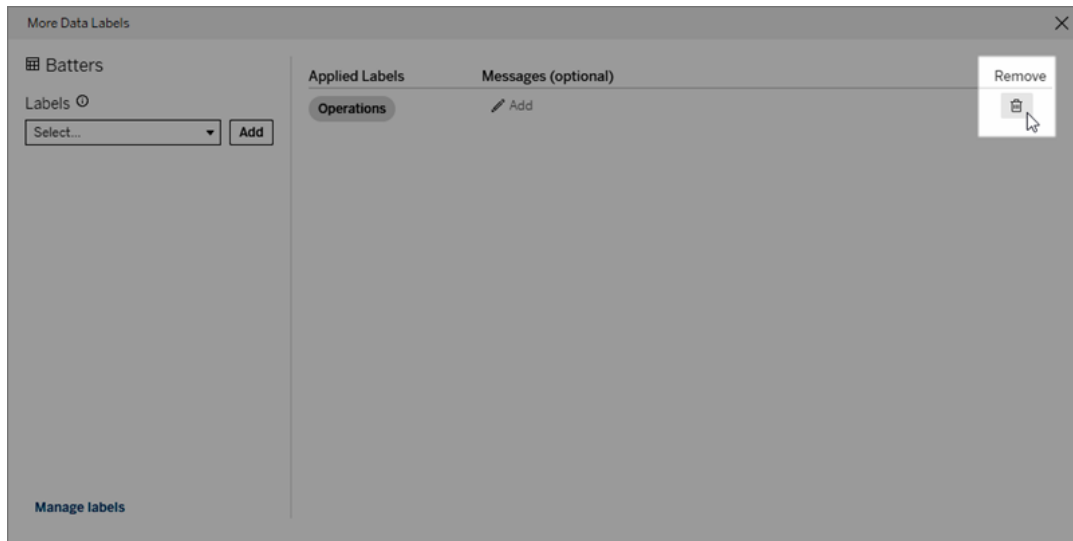 More Data Labels
Batters
Labels
Select...
Add
Manage labels
Applied Labels Messages (optional) Remove
Operations Add